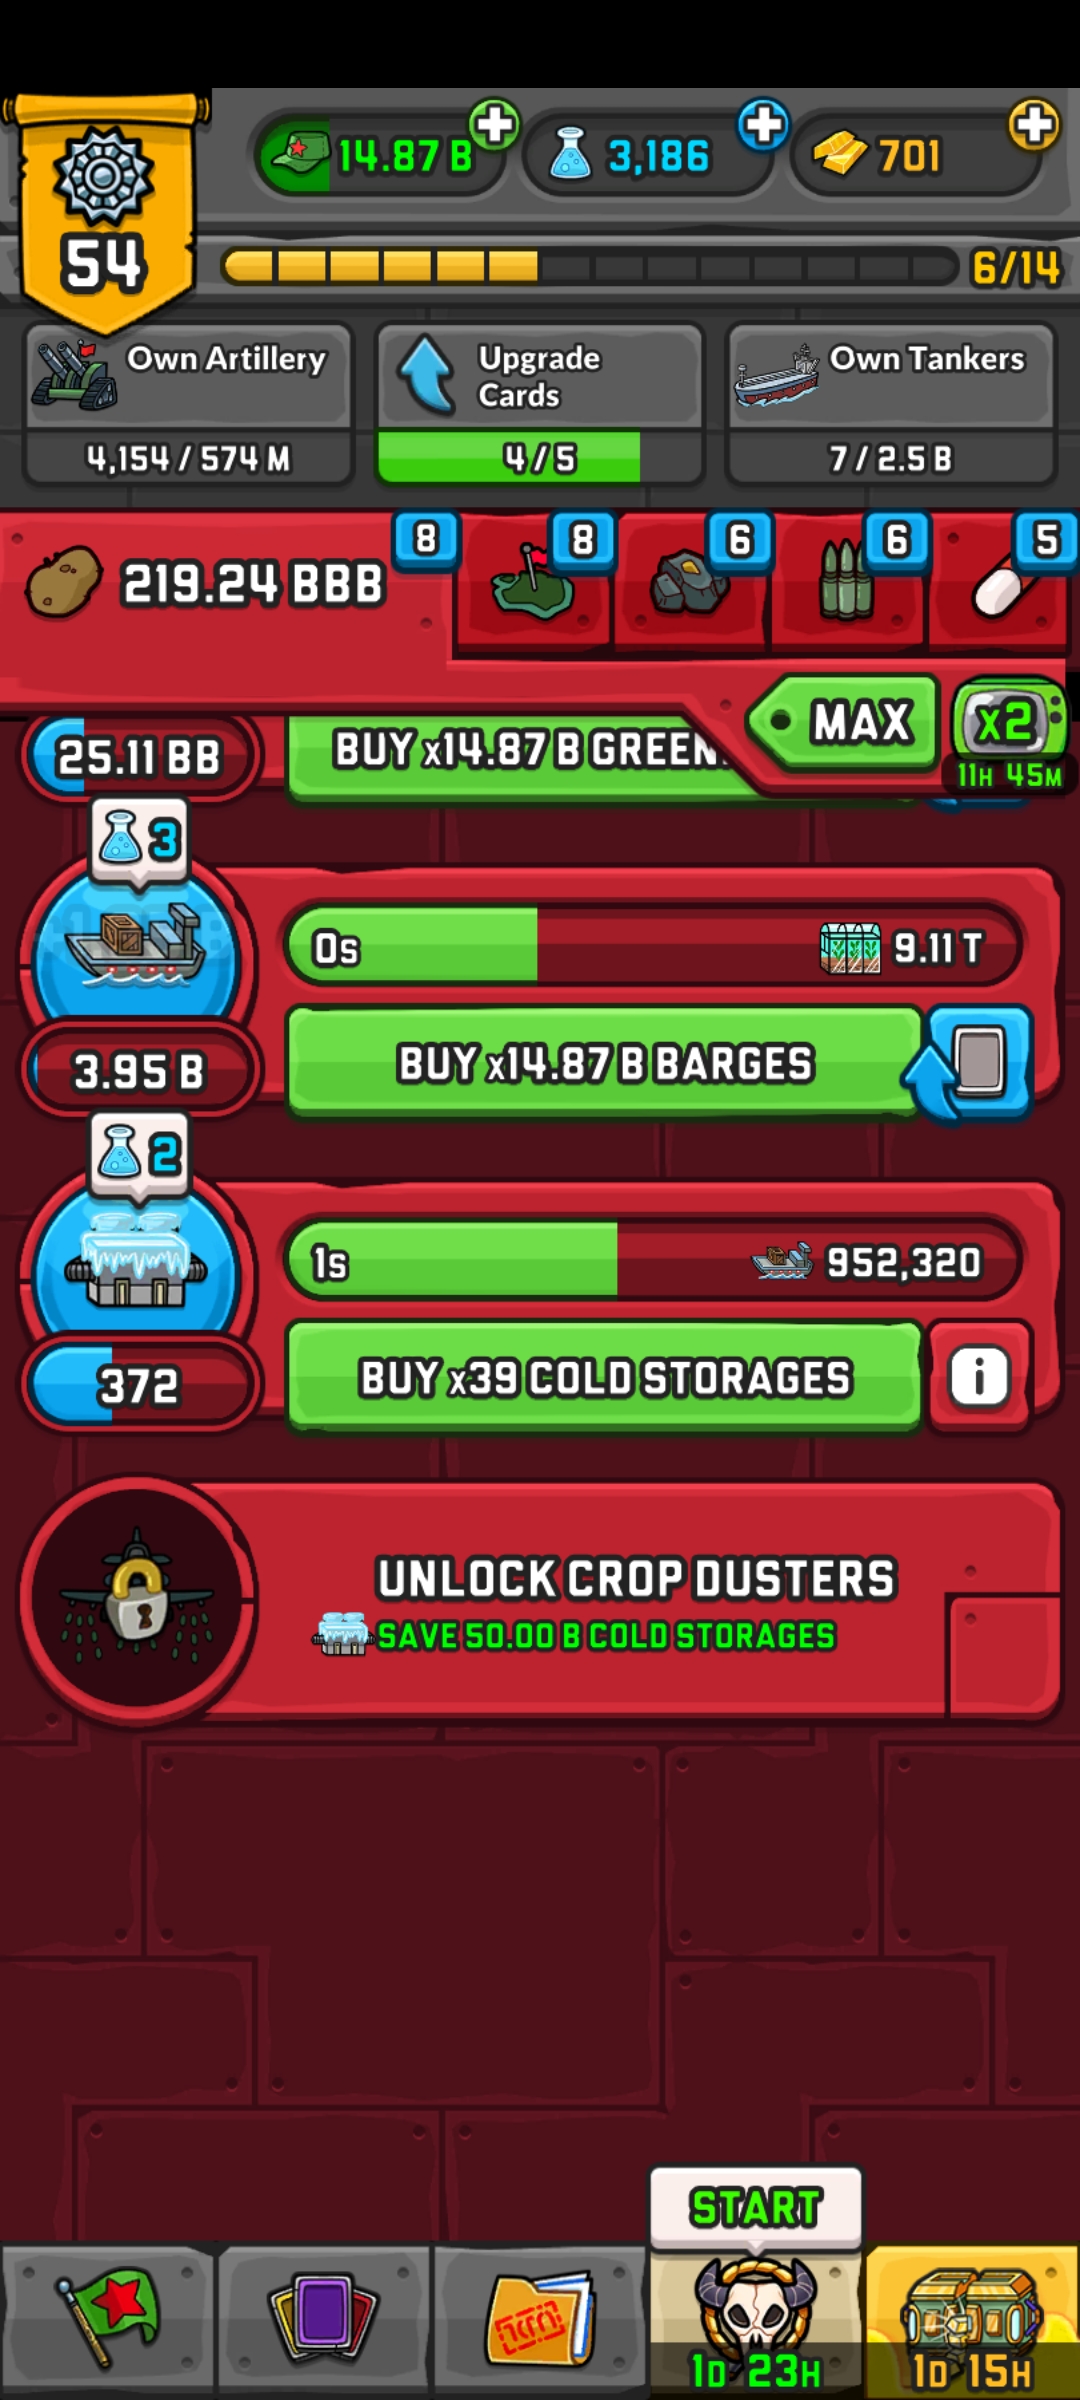 14.87 B
3,186
701
54
6/14
Own Artillery
4,154 / 574 M
Upgrade
Cards
4/5
Own Tankers
7 / 2.5 B
219.24 BBB
8
8
6
6
5
MAX
x2
11H 45M
25.11 BB
BUY x14.87 B GREEN
3
0s
9.11 T
3.95 B
BUY x14.87 B BARGES
2
1s
952,320
372
BUY x39 COLD STORAGES
i
UNLOCK CROP DUSTERS
SAVE 50.00 B COLD STORAGES
START
1D 23H
1D 15H